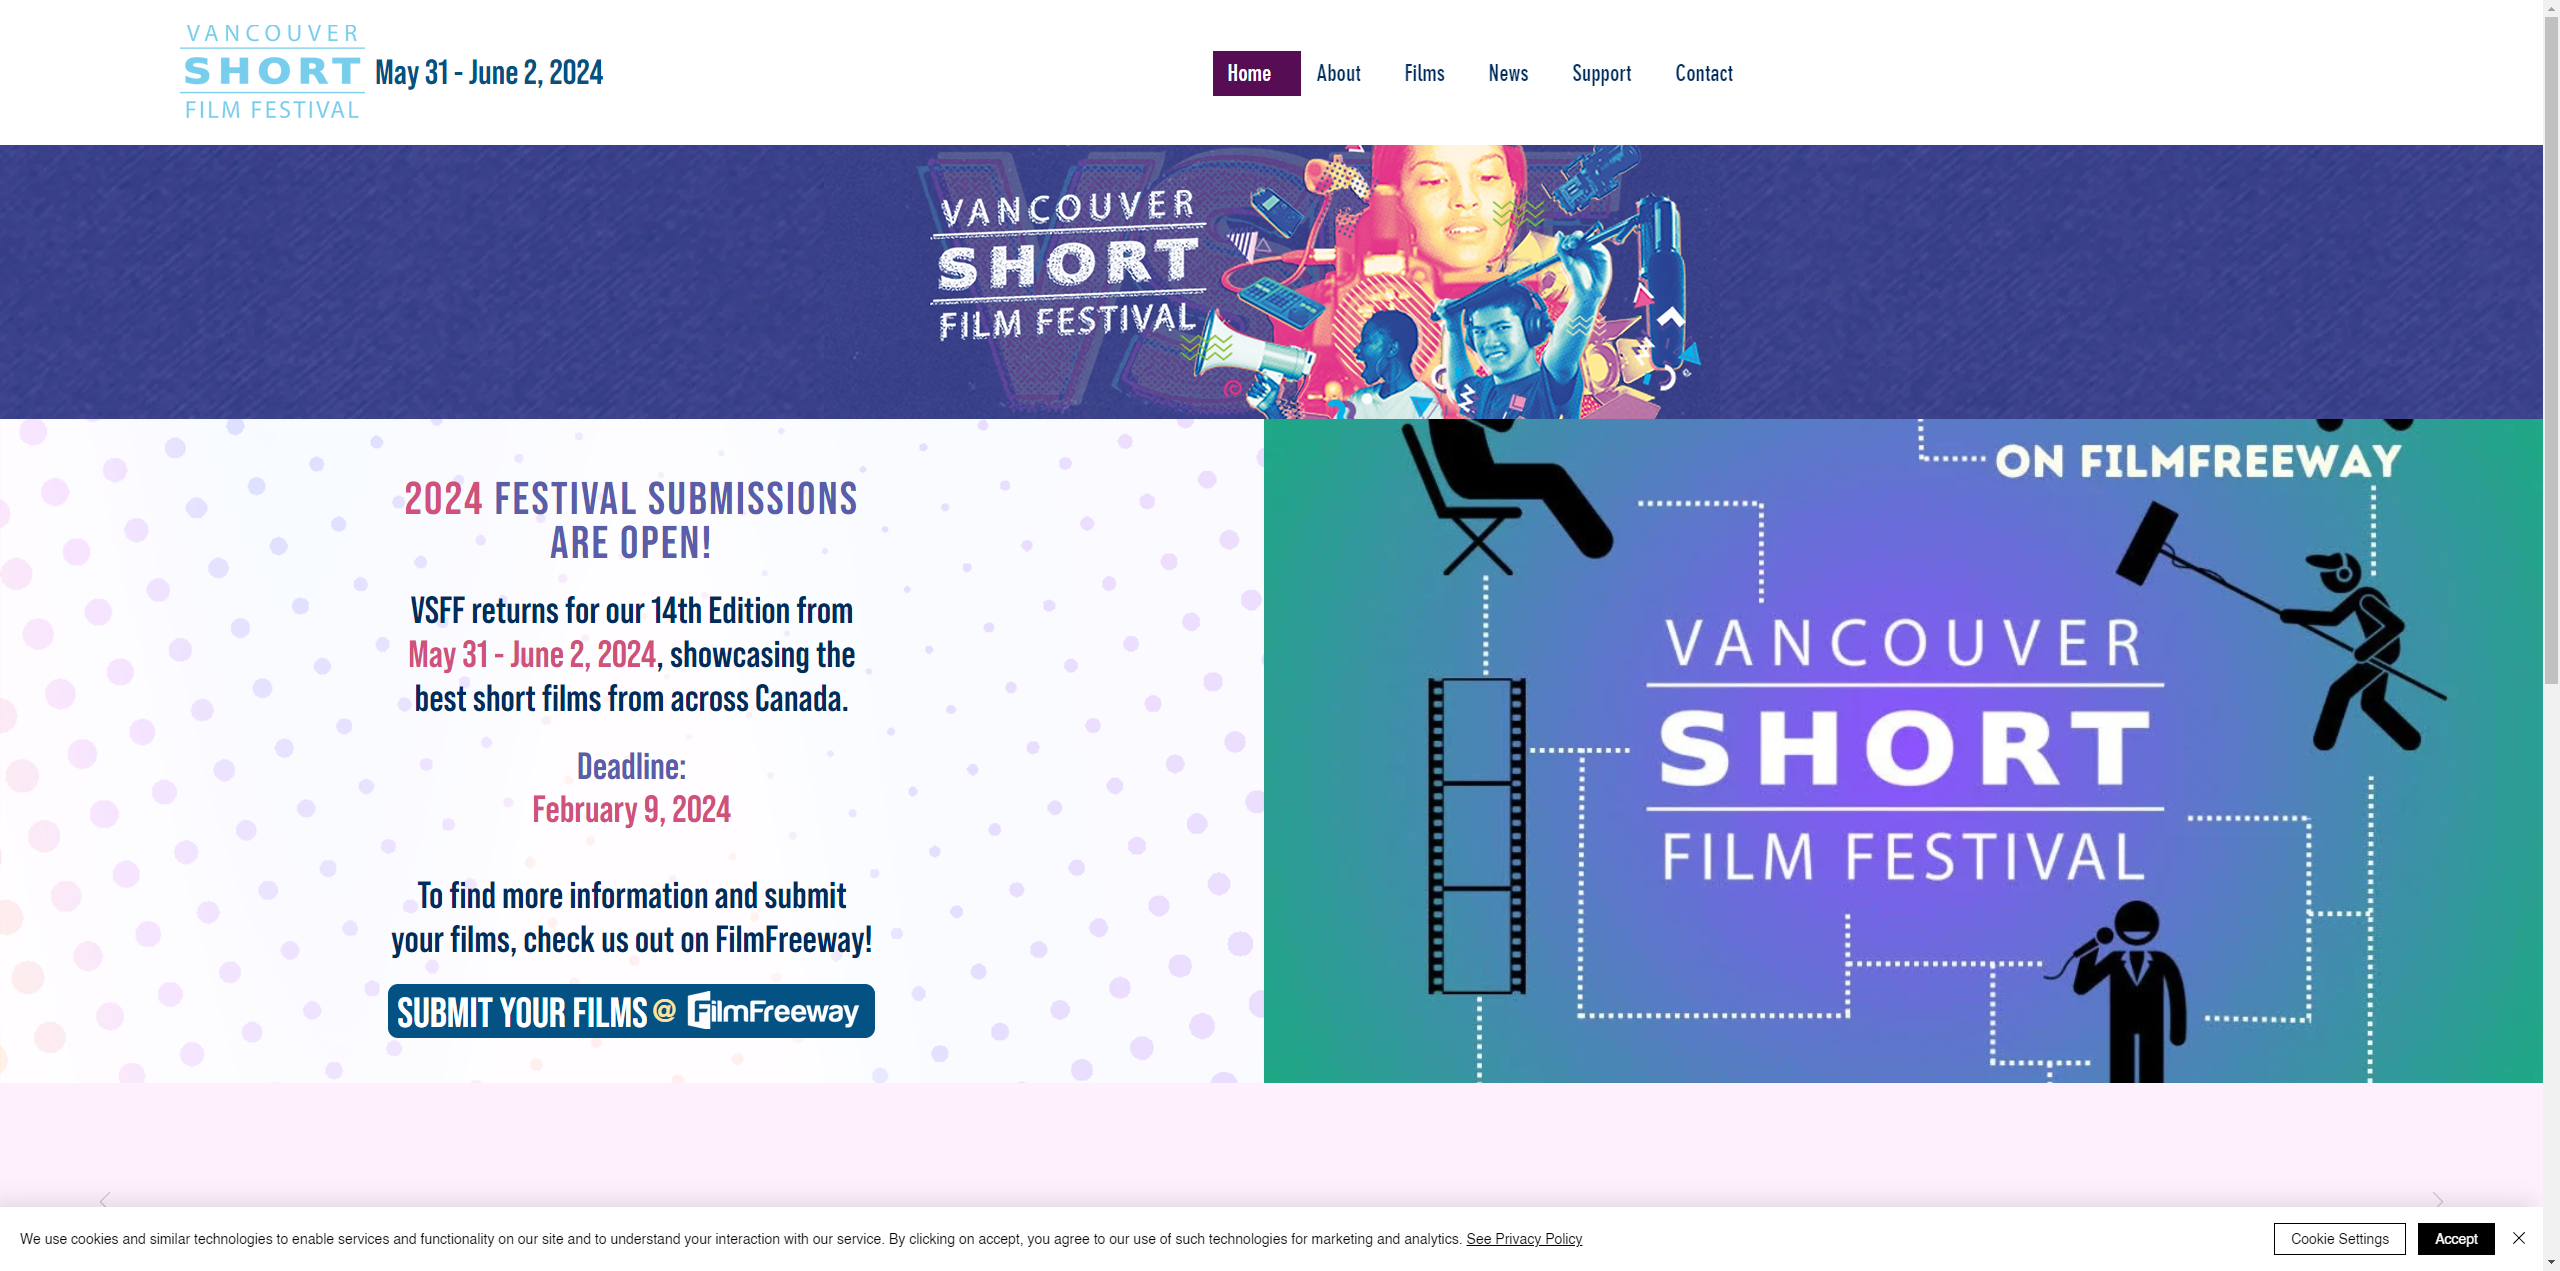 VANCOUVER
SHORT
FILM FESTIVAL
May 31 - June 2, 2024
Home
About
Films
News
Support
Contact
VANCOUVER
SHORT
FILM FESTIVAL
2024 FESTIVAL SUBMISSIONS
ARE OPEN!
VSFF returns for our 14th Edition from
May 31 - June 2, 2024, showcasing the
best short films from across Canada.
Deadline:
February 9, 2024
To find more information and submit
your films, check us out on FilmFreeway!
SUBMIT YOUR FILMS @ FilmFreeway
ON FILMFREEWAY
VANCOUVER
SHORT
FILM FESTIVAL
We use cookies and similar technologies to enable services and functionality on our site and to understand your interaction with our service. By clicking on accept, you agree to our use of such technologies for marketing and analytics. See Privacy Policy
Cookie Settings
Accept